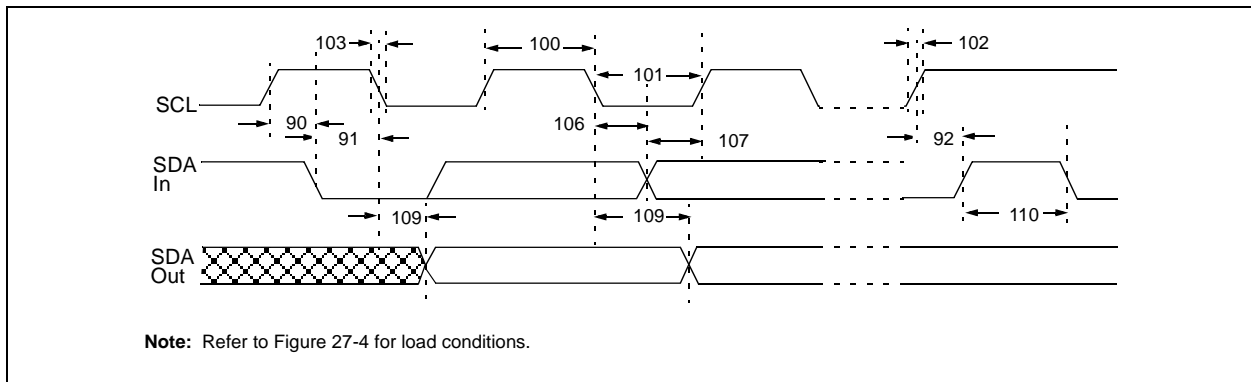 103
100
102
101
SCL
90
91
106
107
92
SDA
In
109
109
110
SDA
Out
Note: Refer to Figure 27-4 for load conditions.